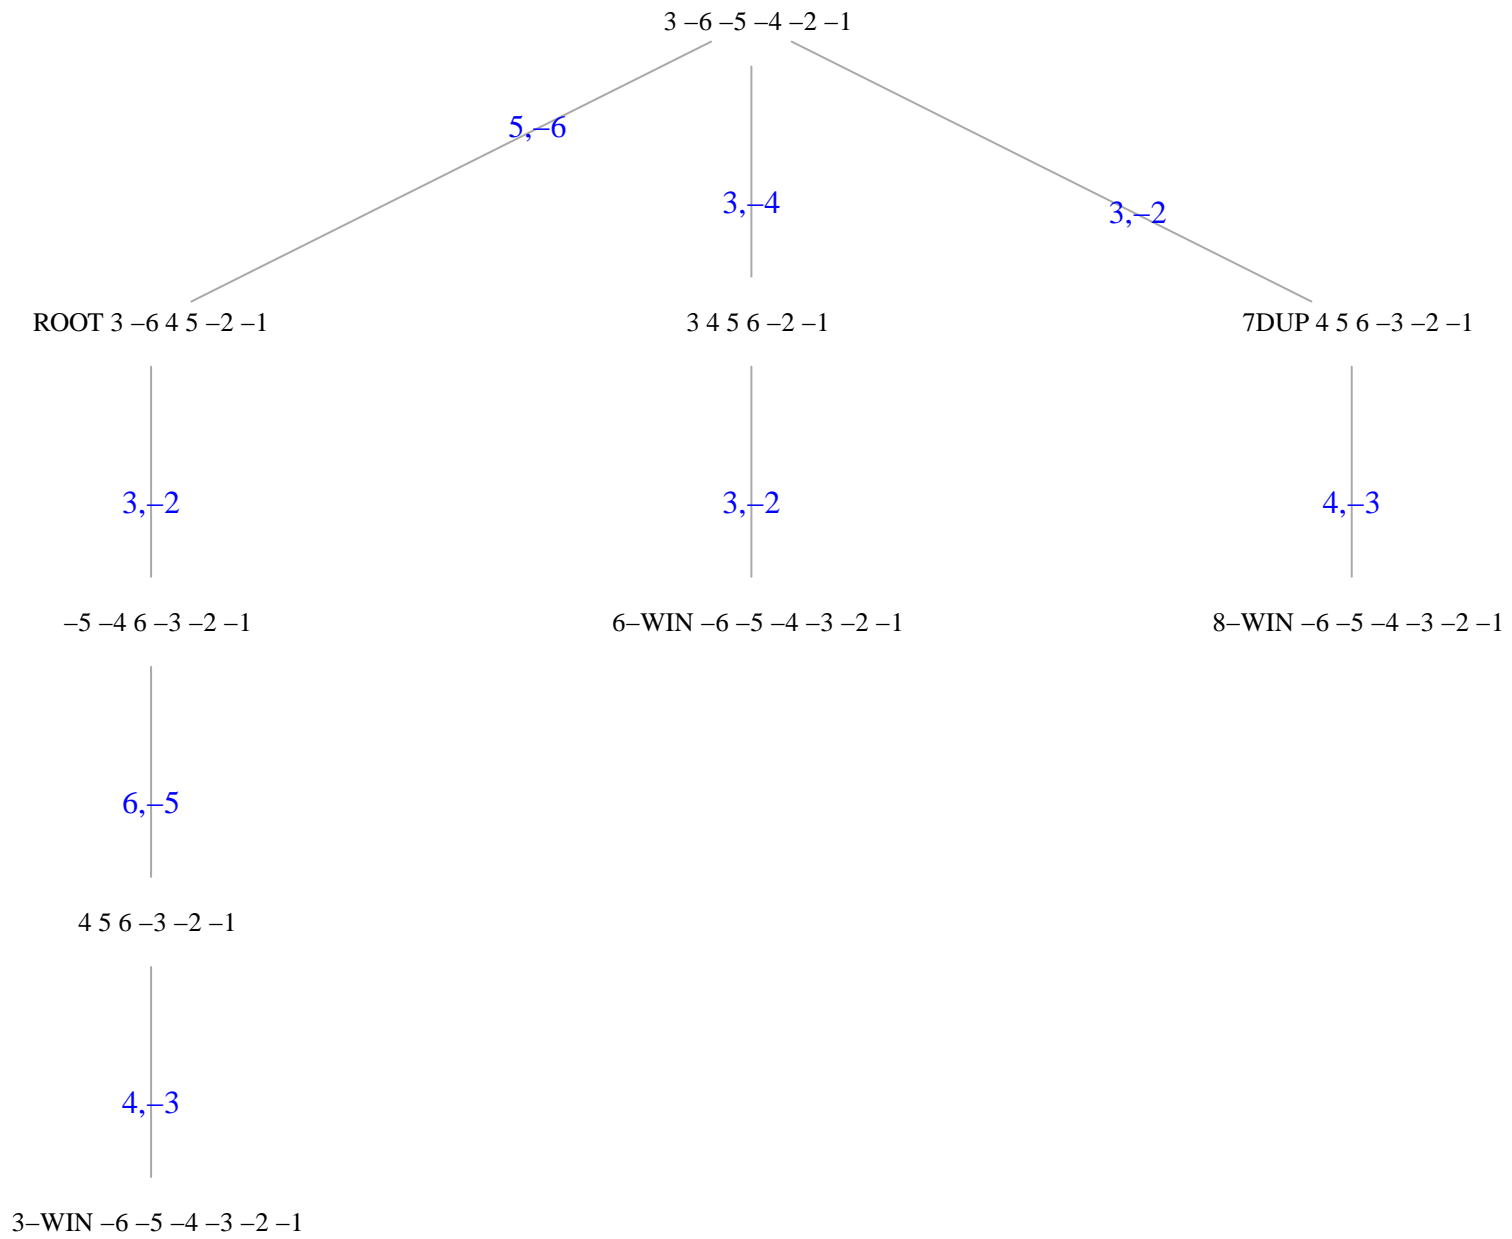 3 –6 –5 –4 –2 –1
5,–6
3,–4
3,–2
ROOT 3 –6 4 5 –2 –1
3 4 5 6 –2 –1
7DUP 4 5 6 –3 –2 –1
3,–2
3,–2
4,–3
–5 –4 6 –3 –2 –1
6–WIN –6 –5 –4 –3 –2 –1
8–WIN –6 –5 –4 –3 –2 –1
6,–5
4 5 6 –3 –2 –1
4,–3
3–WIN –6 –5 –4 –3 –2 –1